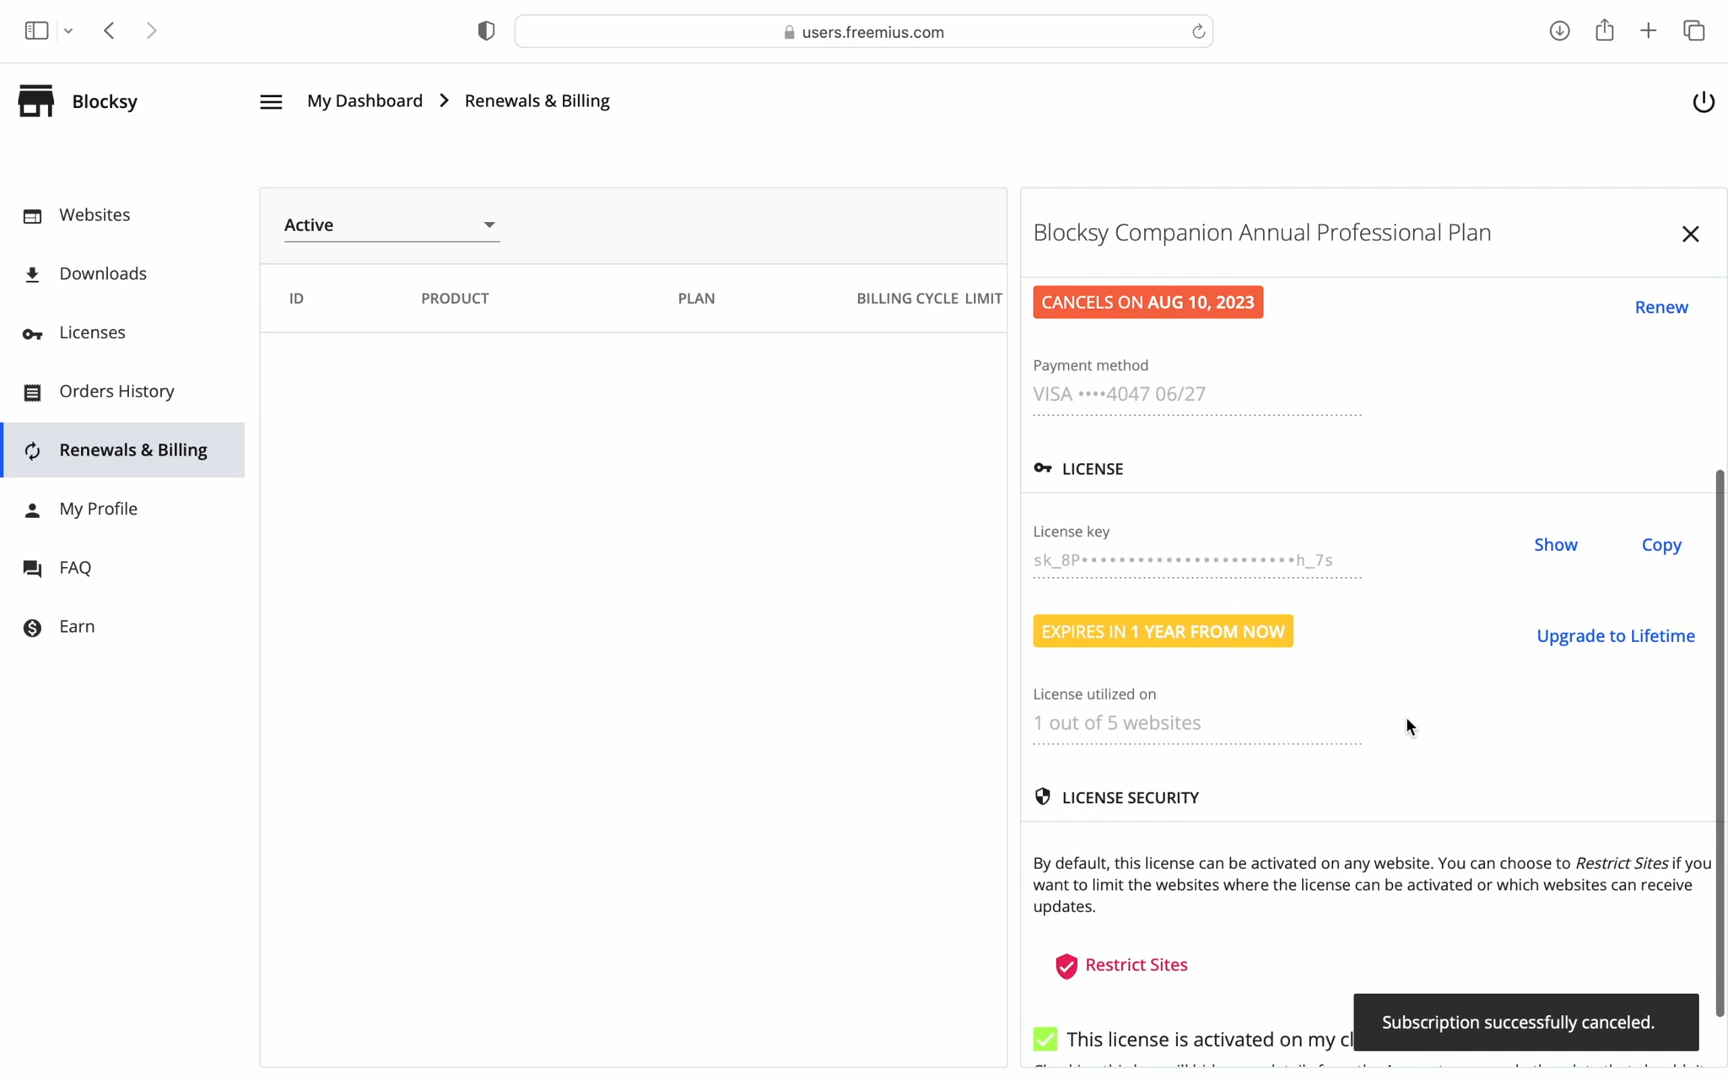 users.freemius.com
Blocksy
My Dashboard
Renewals & Billing
Websites
Downloads
Licenses
Orders History
Renewals & Billing
My Profile
FAQ
Earn
Active
ID PRODUCT PLAN BILLING CYCLE LIMIT
Blocksy Companion Annual Professional Plan
CANCELS ON AUG 10, 2023
Renew
Payment method
VISA ••••4047 06/27
LICENSE
License key
sk_8P•••••••••••••••••••••••h_7s
Show
Copy
EXPIRES IN 1 YEAR FROM NOW
Upgrade to Lifetime
License utilized on
1 out of 5 websites
LICENSE SECURITY
By default, this license can be activated on any website. You can choose to Restrict Sites if you
want to limit the websites where the license can be activated or which websites can receive
updates.
Restrict Sites
This license is activated on my cl
Subscription successfully canceled.